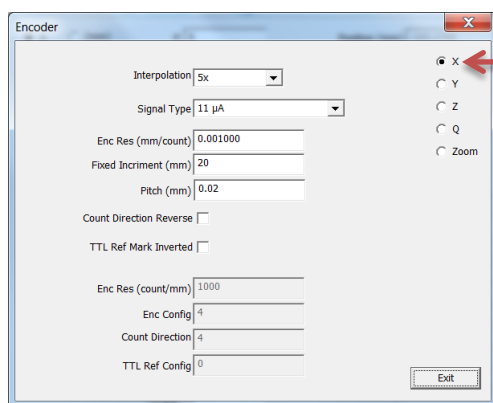 Encoder
X
Interpolation 5x
Y
Signal Type 11 µA
Z
Enc Res (mm/count) 0.001000
Q
Fixed Incriment (mm) 20
Zoom
Pitch (mm) 0.02
Count Direction Reverse
TTL Ref Mark Inverted
Enc Res (count/mm) 1000
Enc Config 4
Count Direction 4
TTL Ref Config 0
Exit